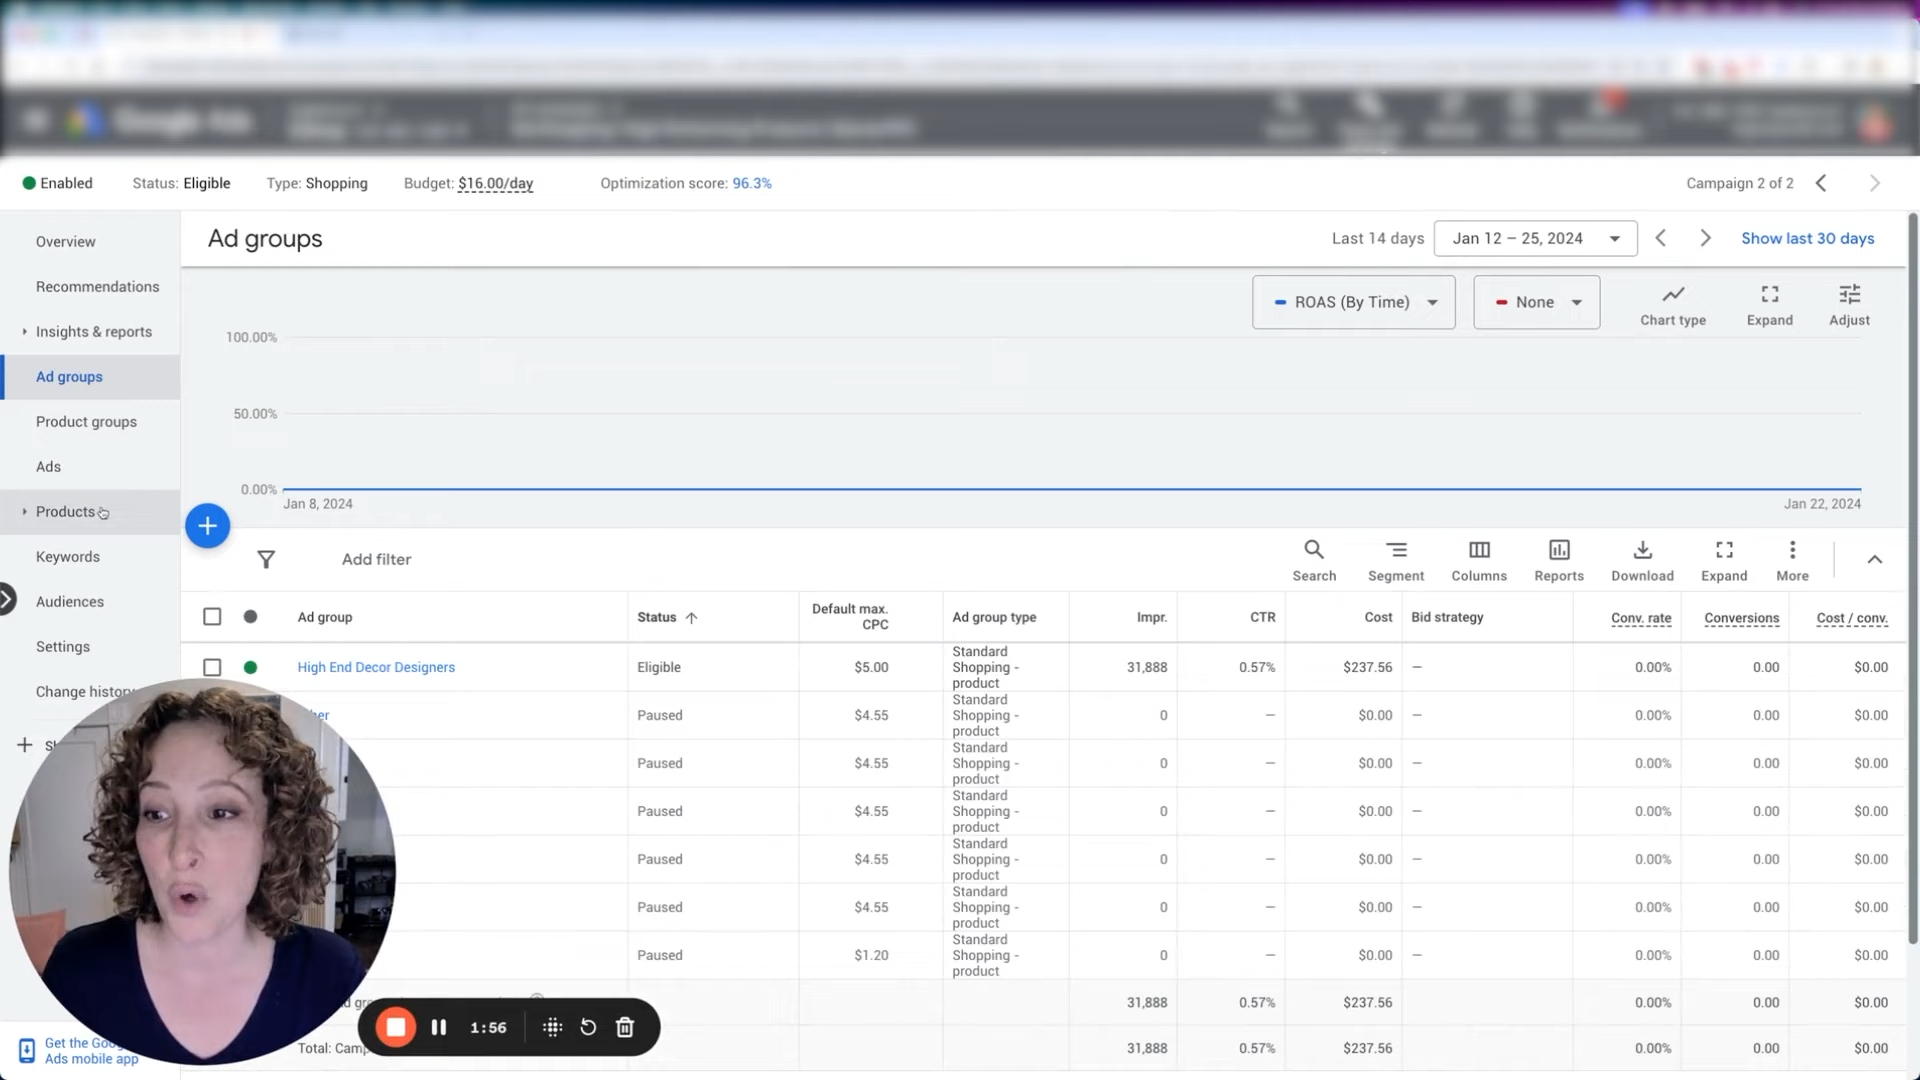 Enabled Status: Eligible Type: Shopping Budget: $16.00/day Optimization score: 96.3% Campaign 2 of 2
Overview
Recommendations
Insights & reports
Ad groups
Product groups
Ads
Products
Keywords
Audiences
Settings
Change history
Get the Goog
Ads mobile app
Ad groups
Last 14 days Jan 12 – 25, 2024 Show last 30 days
ROAS (By Time) None Chart type Expand Adjust
100.00%
50.00%
0.00%
Jan 8, 2024 Jan 22, 2024
Add filter
Search Segment Columns Reports Download Expand More
Ad group Status Default max. CPC Ad group type Impr. CTR Cost Bid strategy Conv. rate Conversions Cost / conv.
High End Decor Designers Eligible $5.00 Standard Shopping - product 31,888 0.57% $237.56 — 0.00% 0.00 $0.00
Paused $4.55 Standard Shopping - product 0 — $0.00 — 0.00% 0.00 $0.00
Paused $4.55 Standard Shopping - product 0 — $0.00 — 0.00% 0.00 $0.00
Paused $4.55 Standard Shopping - product 0 — $0.00 — 0.00% 0.00 $0.00
Paused $4.55 Standard Shopping - product 0 — $0.00 — 0.00% 0.00 $0.00
Paused $4.55 Standard Shopping - product 0 — $0.00 — 0.00% 0.00 $0.00
Paused $1.20 Standard Shopping - product 0 — $0.00 — 0.00% 0.00 $0.00
31,888 0.57% $237.56 0.00% 0.00 $0.00
Total: Camp 31,888 0.57% $237.56 0.00% 0.00 $0.00
1:56